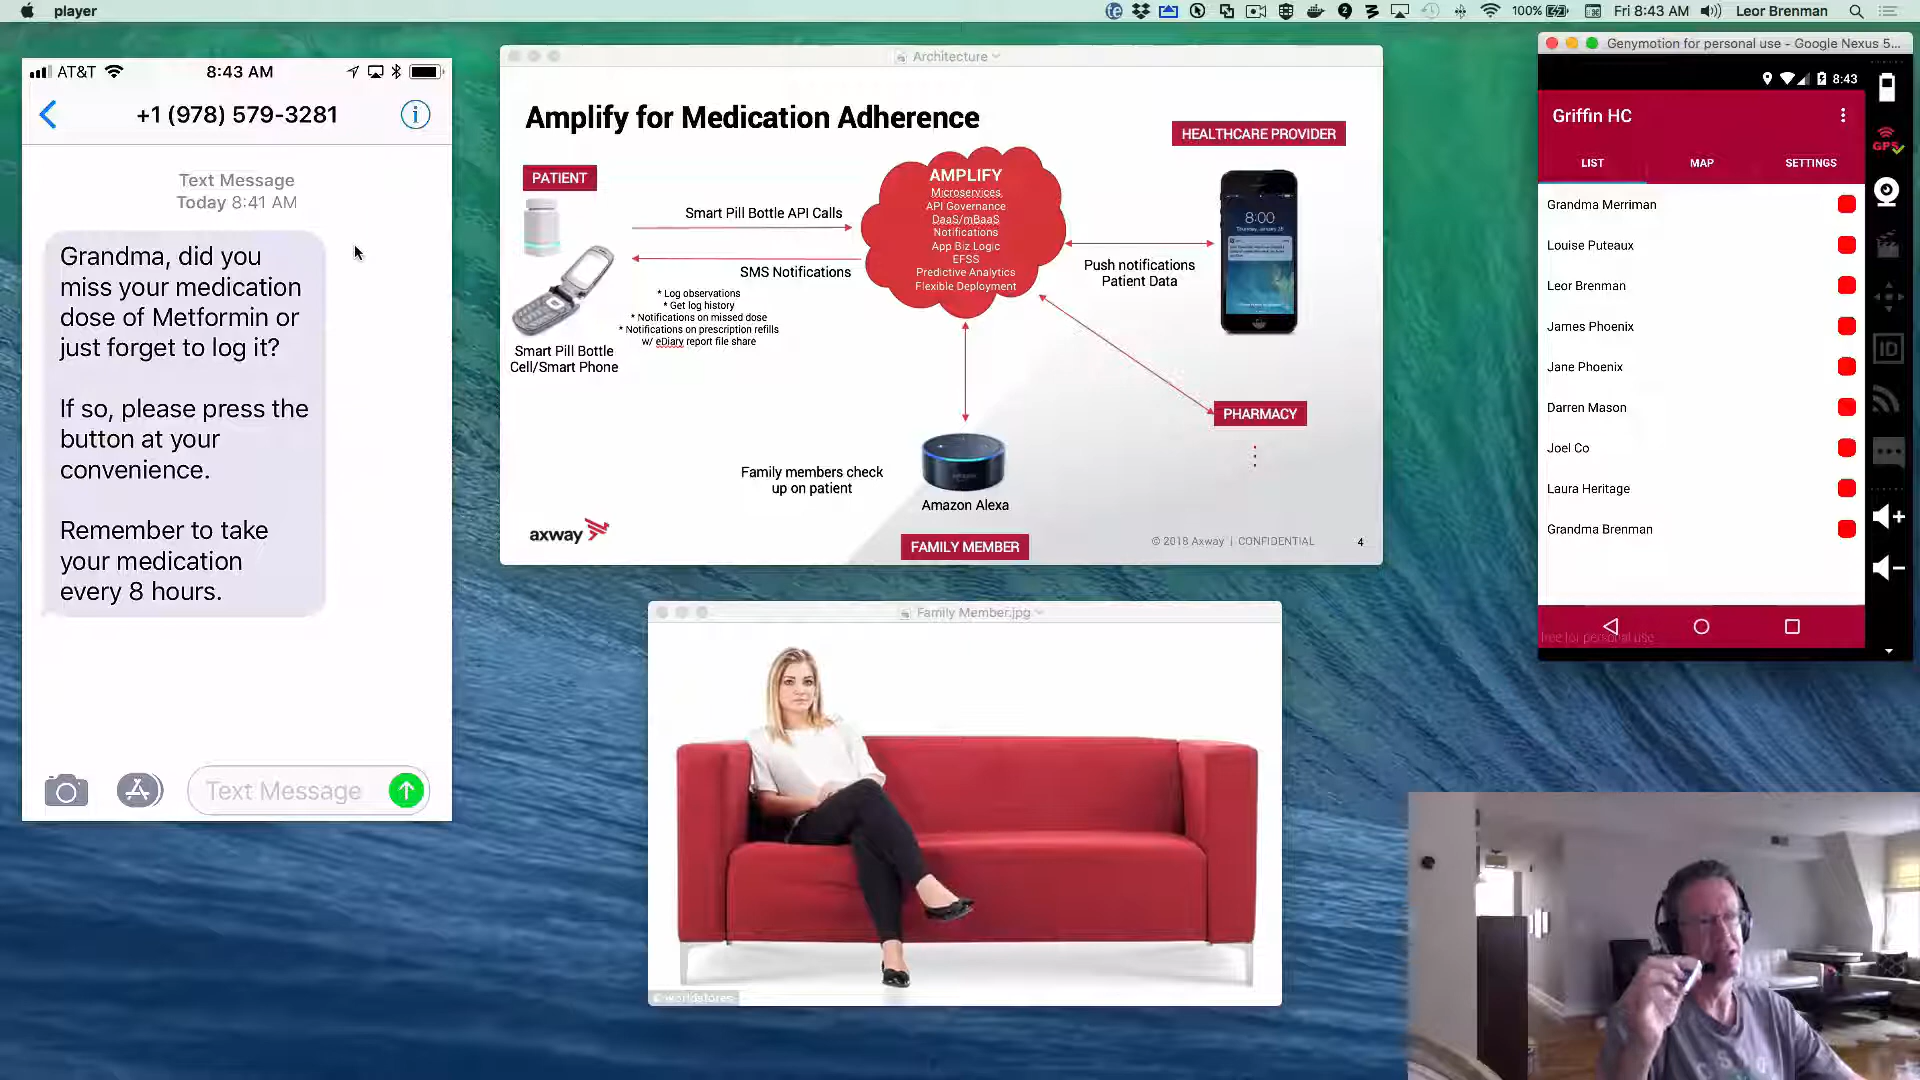 player
100%
Fri 8:43 AM
Leor Brenman
AT&T
8:43 AM
+1 (978) 579-3281
Text Message
Today 8:41 AM
Grandma, did you
miss your medication
dose of Metformin or
just forget to log it?
If so, please press the
button at your
convenience.
Remember to take
your medication
every 8 hours.
Text Message
Architecture
Amplify for Medication Adherence
HEALTHCARE PROVIDER
PATIENT
AMPLIFY
Microservices,
API Governance
DaaS/mBaaS
Notifications
App Biz Logic
EFSS
Predictive Analytics
Flexible Deployment
Smart Pill Bottle API Calls
SMS Notifications
* Log observations
* Get log history
* Notifications on missed dose
* Notifications on prescription refills
w/ eDiary report file share
Smart Pill Bottle
Cell/Smart Phone
8:00
Push notifications
Patient Data
PHARMACY
Family members check
up on patient
Amazon Alexa
axway
FAMILY MEMBER
© 2018 Axway | CONFIDENTIAL
4
Family Member.jpg
© worldstores
Genymotion for personal use - Google Nexus 5...
8:43
Griffin HC
LIST
MAP
SETTINGS
Grandma Merriman
Louise Puteaux
Leor Brenman
James Phoenix
Jane Phoenix
Darren Mason
Joel Co
Laura Heritage
Grandma Brenman
free for personal use
GPS
ID